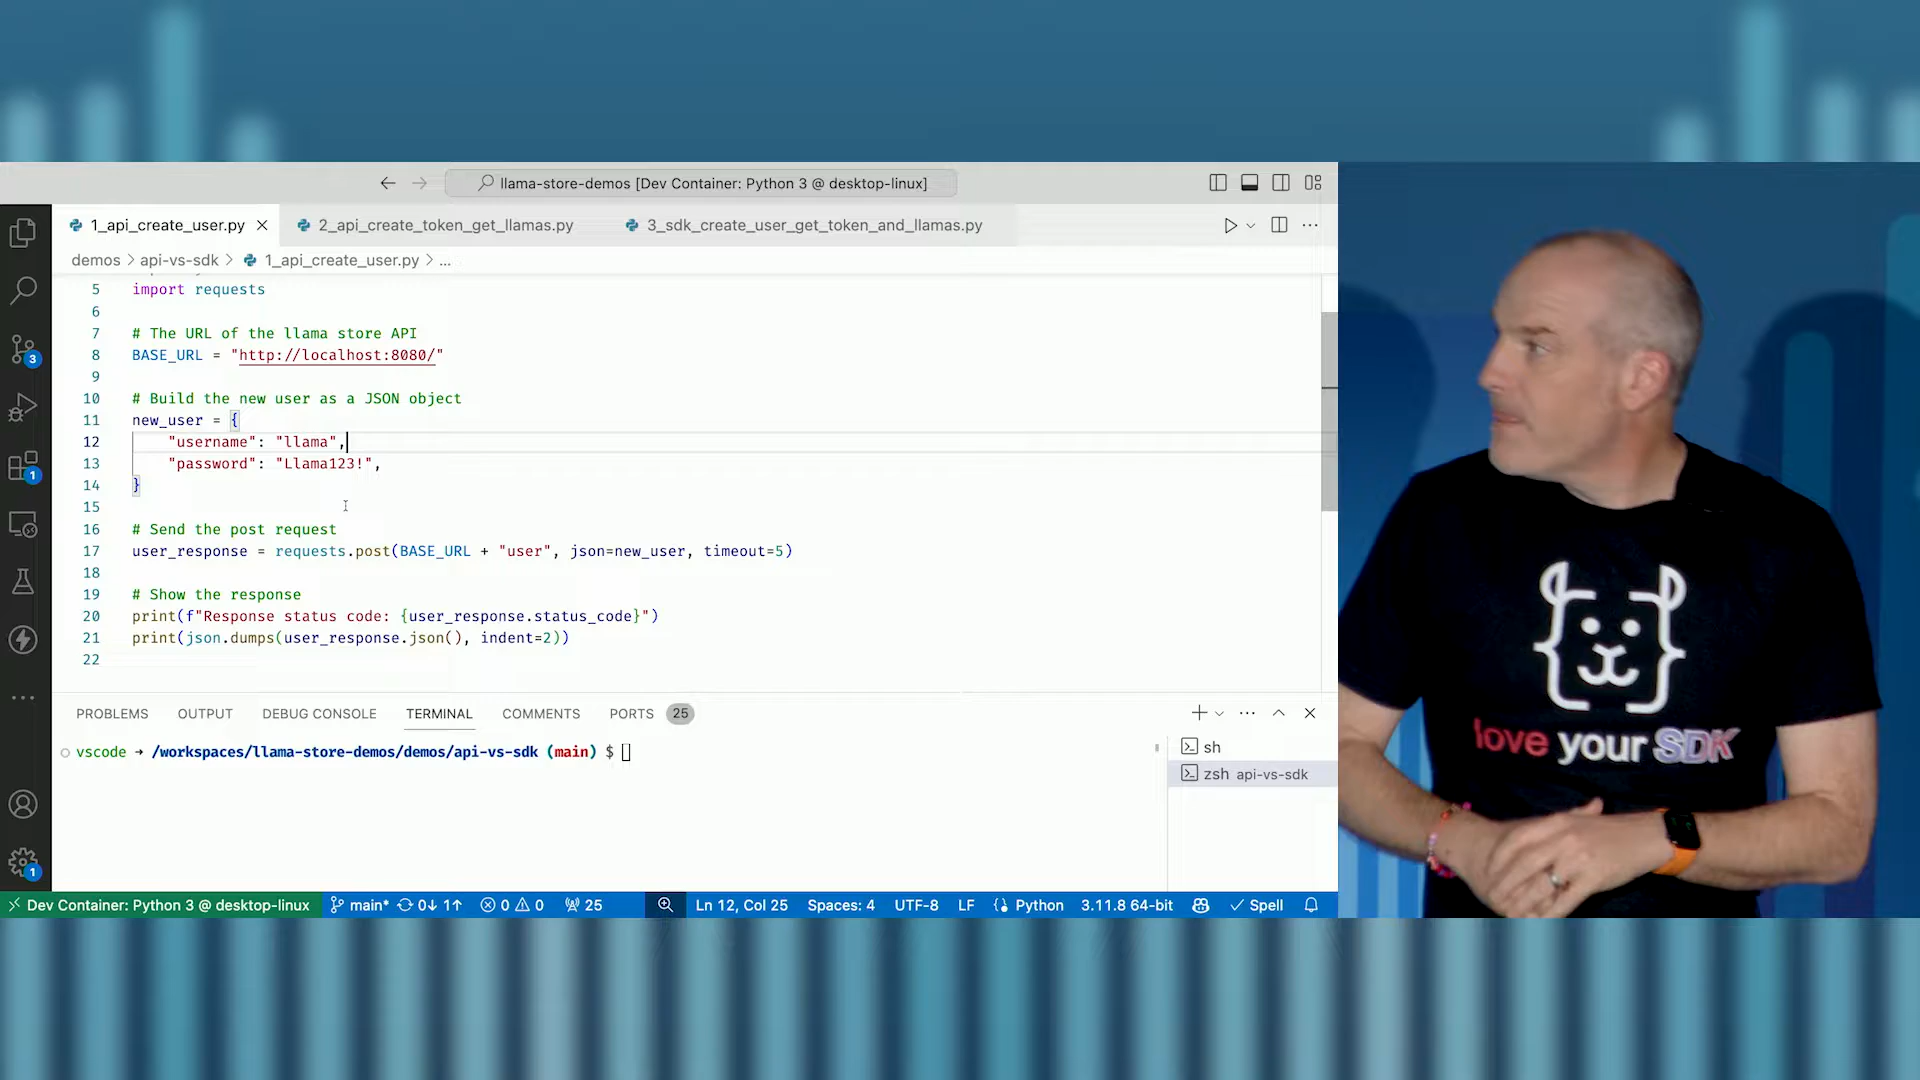 llama-store-demos [Dev Container: Python 3 @ desktop-linux]
1_api_create_user.py
2_api_create_token_get_llamas.py
3_sdk_create_user_get_token_and_llamas.py
demos > api-vs-sdk > 1_api_create_user.py > ...
5 import requests
6
7 # The URL of the llama store API
8 BASE_URL = "http://localhost:8080/"
9
10 # Build the new user as a JSON object
11 new_user = {
12 "username": "llama",
13 "password": "Llama123!",
14 }
15
16 # Send the post request
17 user_response = requests.post(BASE_URL + "user", json=new_user, timeout=5)
18
19 # Show the response
20 print(f"Response status code: {user_response.status_code}")
21 print(json.dumps(user_response.json(), indent=2))
22
3
1
1
PROBLEMS OUTPUT DEBUG CONSOLE TERMINAL COMMENTS PORTS 25
vscode → /workspaces/llama-store-demos/demos/api-vs-sdk (main) $
sh
zsh api-vs-sdk
Dev Container: Python 3 @ desktop-linux main* 0↓ 1↑ 0 0 25 Ln 12, Col 25 Spaces: 4 UTF-8 LF Python 3.11.8 64-bit Spell
love your SDK